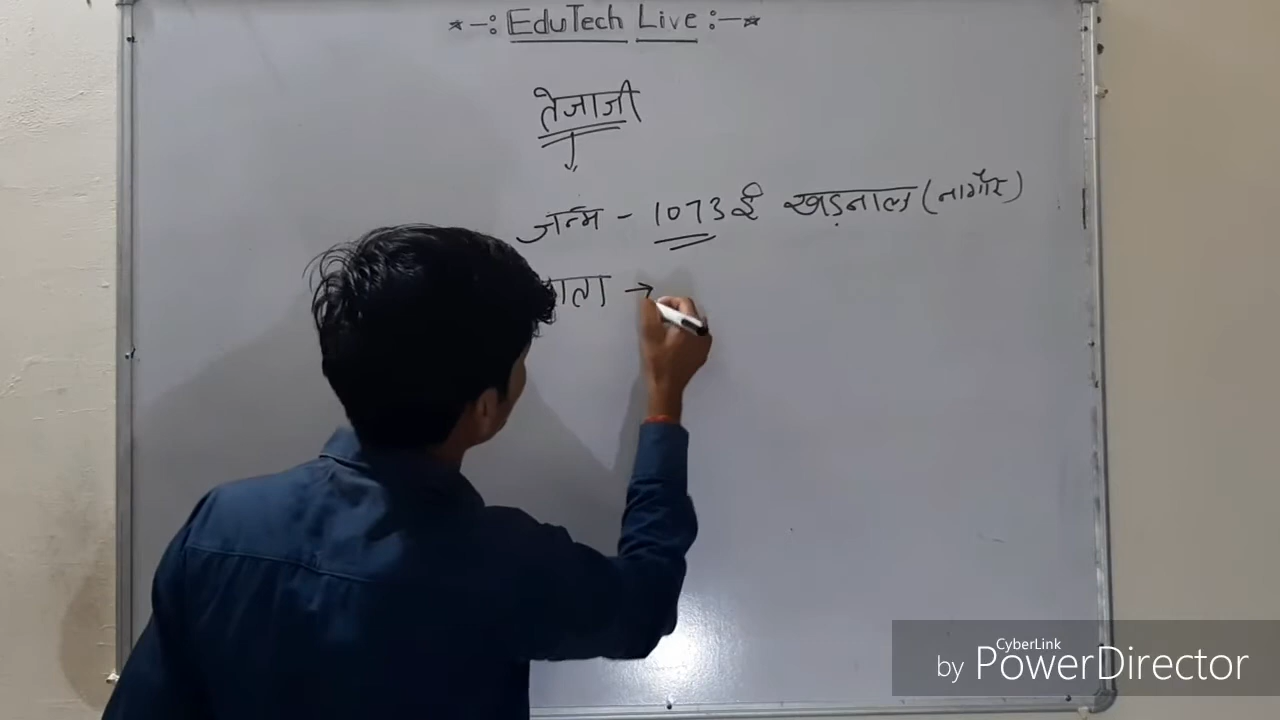 ★-: EduTech Live :-★
तेजाजी
जन्म - 1073 ई खड़नाल (नागौर)
माता →
CyberLink
by PowerDirector